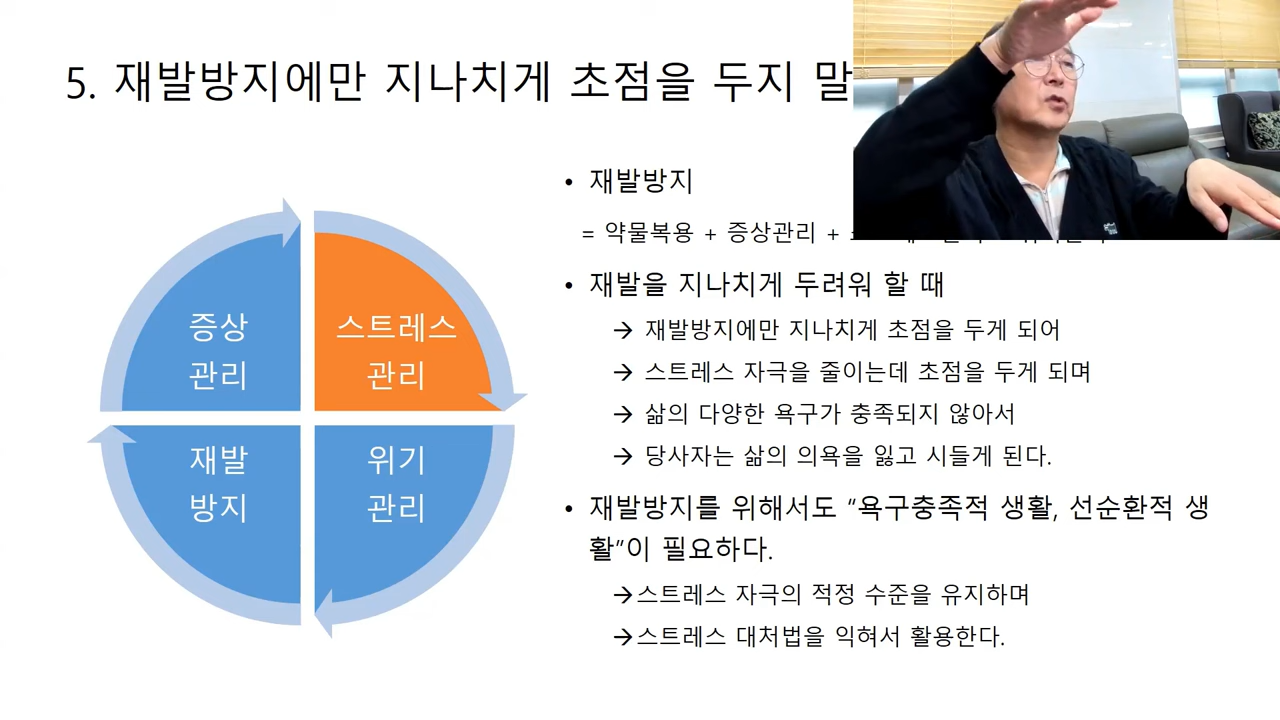 5. 재발방지에만 지나치게 초점을 두지 말
증상
관리
스트레스
관리
재발
방지
위기
관리
• 재발방지
= 약물복용 + 증상관리 +
• 재발을 지나치게 두려워 할 때
→ 재발방지에만 지나치게 초점을 두게 되어
→ 스트레스 자극을 줄이는데 초점을 두게 되며
→ 삶의 다양한 욕구가 충족되지 않아서
→ 당사자는 삶의 의욕을 잃고 시들게 된다.
• 재발방지를 위해서도 “욕구충족적 생활, 선순환적 생
활”이 필요하다.
→스트레스 자극의 적정 수준을 유지하며
→스트레스 대처법을 익혀서 활용한다.